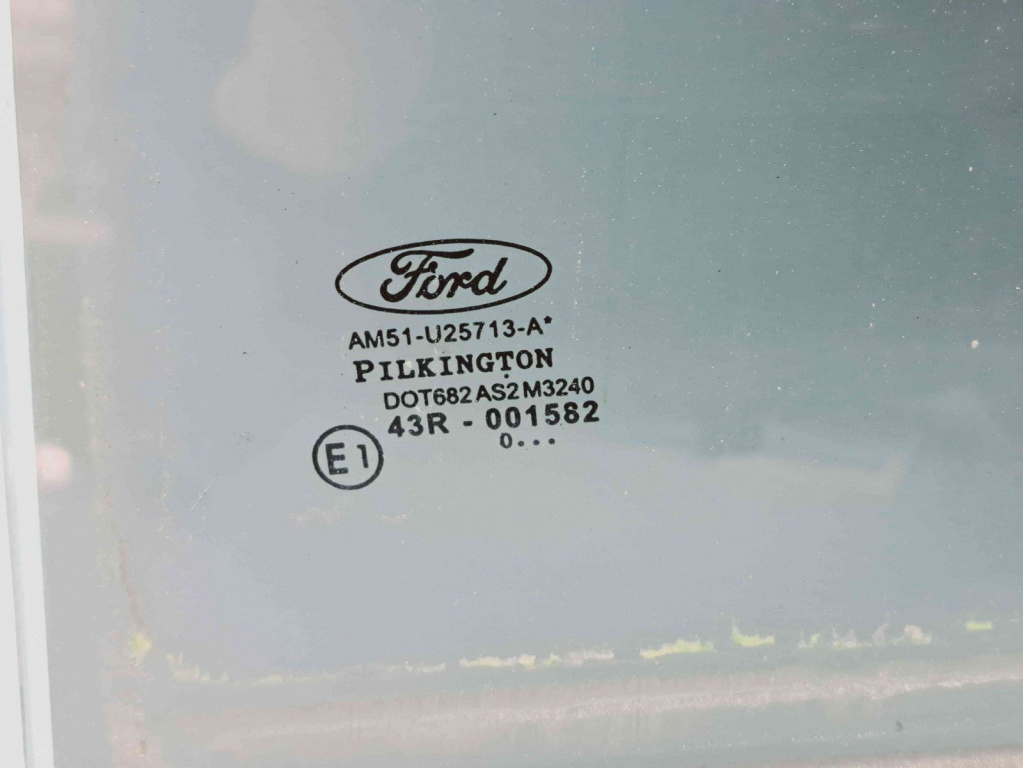 Ford
AM51-U25713-A*
PILKINGTON
DOT682 AS2 M3240
43R - 001582
0...
E1